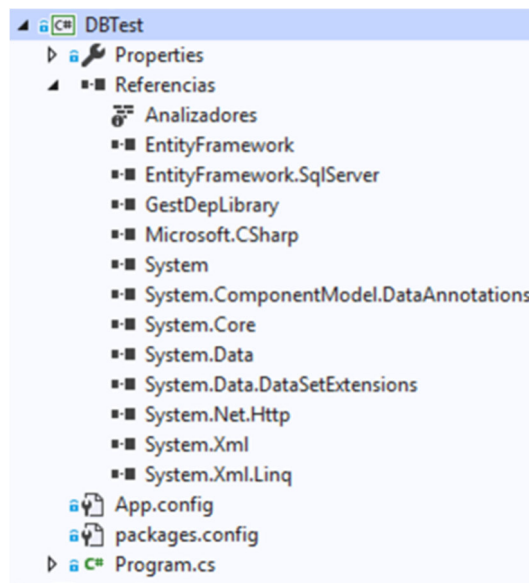 C# DBTest
Properties
Referencias
Analizadores
EntityFramework
EntityFramework.SqlServer
GestDepLibrary
Microsoft.CSharp
System
System.ComponentModel.DataAnnotations
System.Core
System.Data
System.Data.DataSetExtensions
System.Net.Http
System.Xml
System.Xml.Linq
App.config
packages.config
C# Program.cs